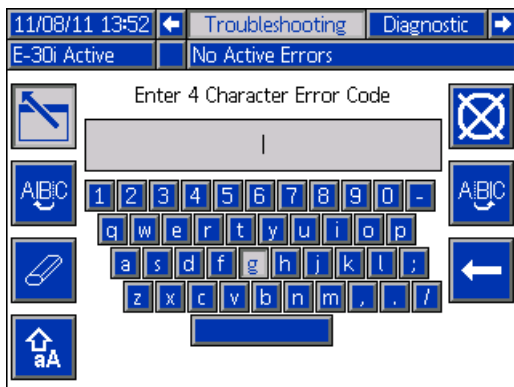 11/08/11 13:52 Troubleshooting Diagnostic
E-30i Active No Active Errors
Enter 4 Character Error Code
ABC ABC
1 2 3 4 5 6 7 8 9 0 -
q w e r t y u i o p
a s d f g h j k l ;
z x c v b n m , . /
aA